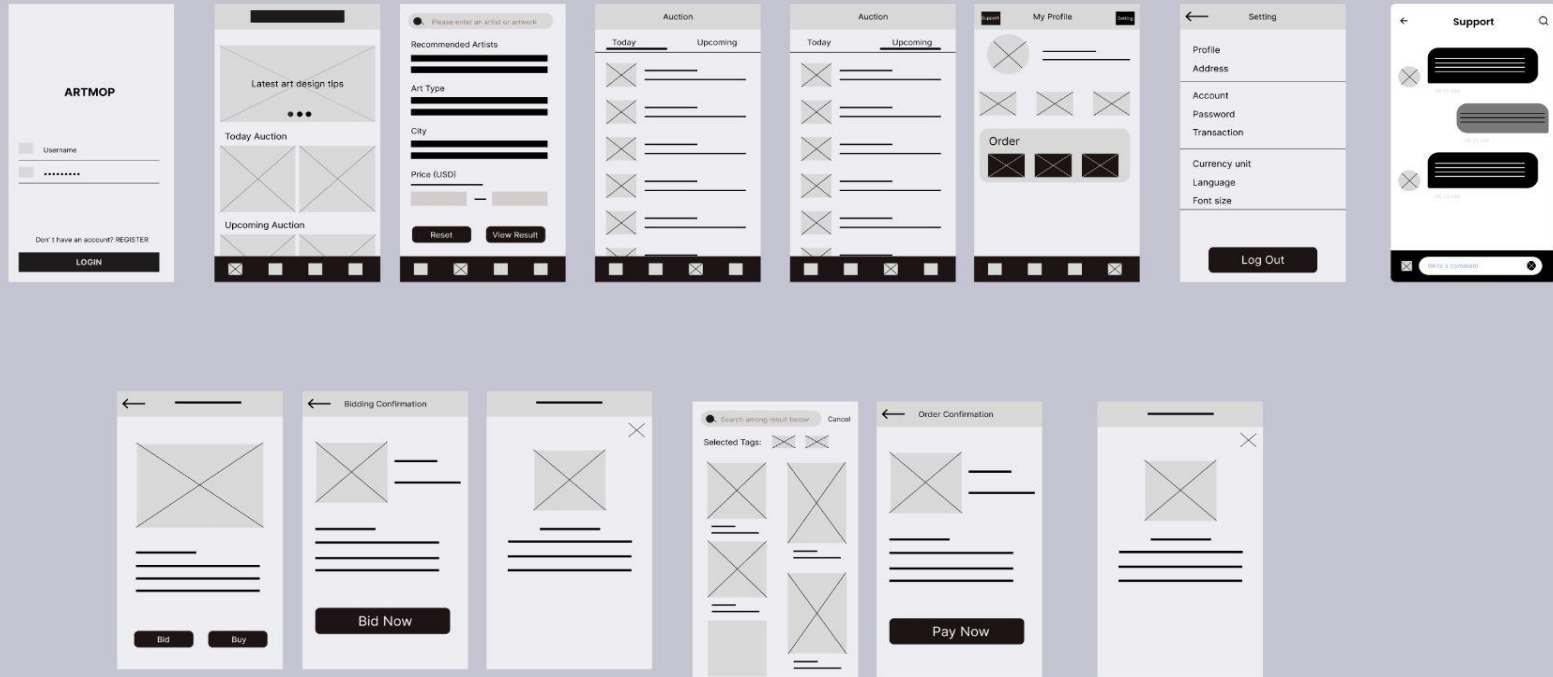 ARTMOP
Username
Don't have an account? REGISTER
LOGIN
Latest art design tips
Today Auction
Upcoming Auction
Please enter an artist or artwork
Recommended Artists
Art Type
City
Price (USD)
Reset
View Result
Auction
Today
Upcoming
Auction
Today
Upcoming
Support
My Profile
Setting
Order
Setting
Profile
Address
Account
Password
Transaction
Currency unit
Language
Font size
Log Out
Support
Write a comment
Bid
Buy
Bidding Confirmation
Bid Now
Search among result below
Cancel
Selected Tags:
Order Confirmation
Pay Now